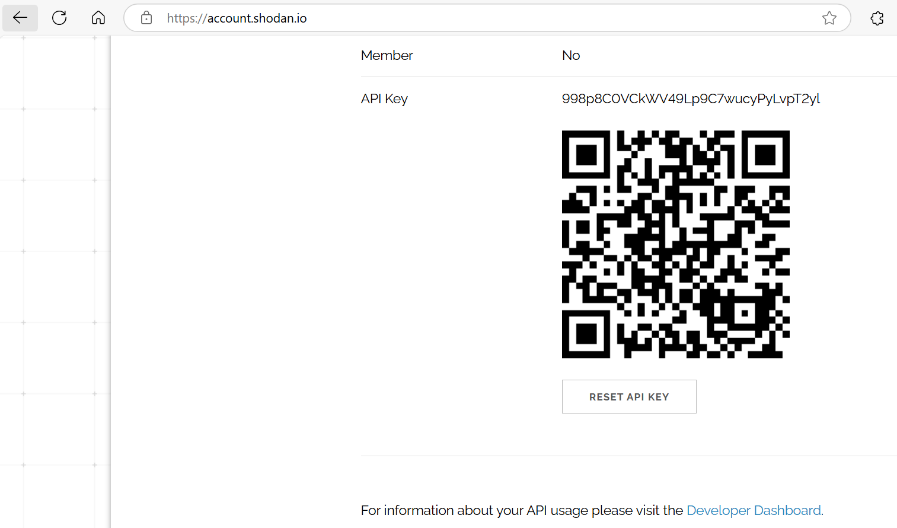 https://account.shodan.io
Member No
API Key 998p8C0VCkWV49Lp9C7wucyPyLvpT2yl
RESET API KEY
For information about your API usage please visit the Developer Dashboard.